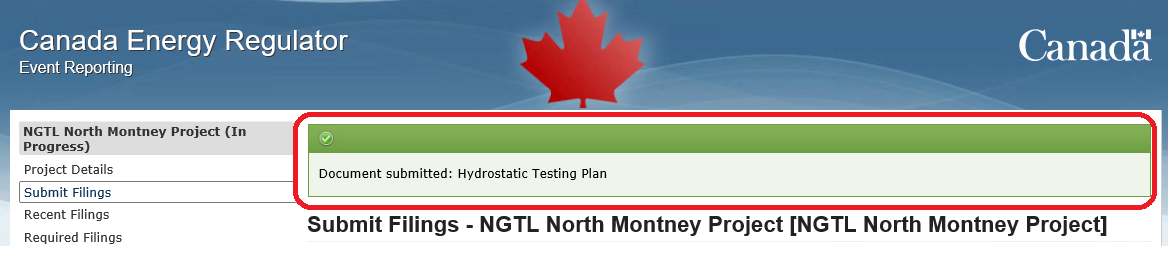 Canada Energy Regulator
Event Reporting
Canada
NGTL North Montney Project (In
Progress)
Project Details
Submit Filings
Recent Filings
Required Filings
Document submitted: Hydrostatic Testing Plan
Submit Filings - NGTL North Montney Project [NGTL North Montney Project]